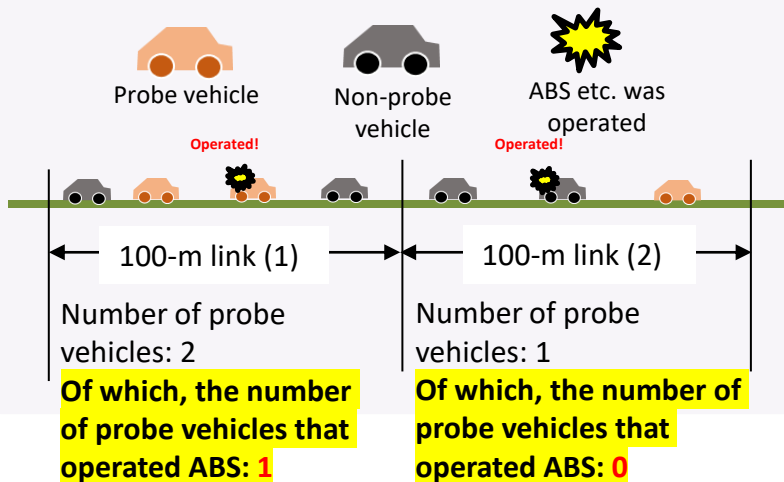 Probe vehicle
Non-probe
vehicle
ABS etc. was
operated
Operated!
Operated!
100-m link (1)
100-m link (2)
Number of probe
vehicles: 2
Of which, the number
of probe vehicles that
operated ABS: 1
Number of probe
vehicles: 1
Of which, the number of
probe vehicles that
operated ABS: 0